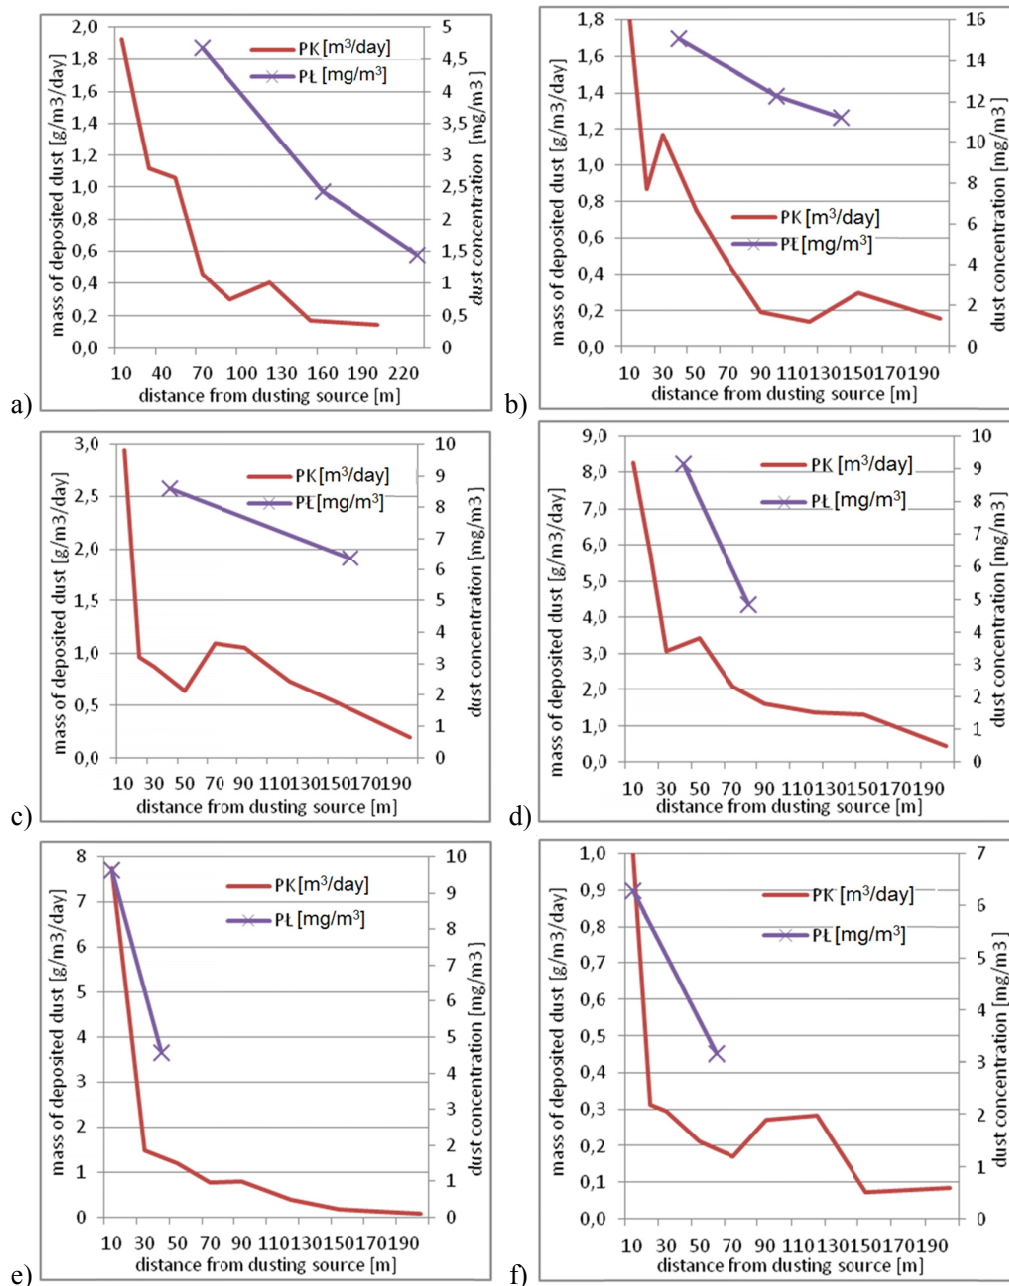 2,0
1,8
1,6
1,4
1,2
1,0
0,8
0,6
0,4
0,2
0,0
mass of deposited dust [g/m3/day]
PK [m³/day]
PŁ [mg/m³]
5
4,5
4
3,5
3
2,5
2
1,5
1
0,5
0
dust concentration [mg/m3]
10 40 70 100 130 160 190 220
distance from dusting source [m]
a)
1,8
1,6
1,4
1,2
1,0
0,8
0,6
0,4
0,2
0,0
mass of deposited dust [g/m3/day]
PK [m³/day]
PŁ [mg/m³]
16
14
12
10
8
6
4
2
0
dust concentration [mg/m3]
10 30 50 70 90 110 130 150 170 190
distance from dusting source [m]
b)
3,0
2,5
2,0
1,5
1,0
0,5
0,0
mass of deposited dust [g/m3/day]
PK [m³/day]
PŁ [mg/m³]
10
9
8
7
6
5
4
3
2
1
0
dust concentration [mg/m3]
10 30 50 70 90 110 130 150 170 190
distance from dusting source [m]
c)
9,0
8,0
7,0
6,0
5,0
4,0
3,0
2,0
1,0
0,0
mass of deposited dust [g/m3/day]
PK [m³/day]
PŁ [mg/m³]
10
9
8
7
6
5
4
3
2
1
0
dust concentration [mg/m3]
10 30 50 70 90 110 130 150 170 190
distance from dusting source [m]
d)
8
7
6
5
4
3
2
1
0
mass of deposited dust [g/m3/day]
PK [m³/day]
PŁ [mg/m³]
10
9
8
7
6
5
4
3
2
1
0
dust concentration [mg/m3]
10 30 50 70 90 110 130 150 170 190
distance from dusting source [m]
e)
1,0
0,9
0,8
0,7
0,6
0,5
0,4
0,3
0,2
0,1
0,0
mass of deposited dust [g/m3/day]
PK [m³/day]
PŁ [mg/m³]
7
6
5
4
3
2
1
0
dust concentration [mg/m3]
10 30 50 70 90 110 130 150 170 190
distance from dusting source [m]
f)